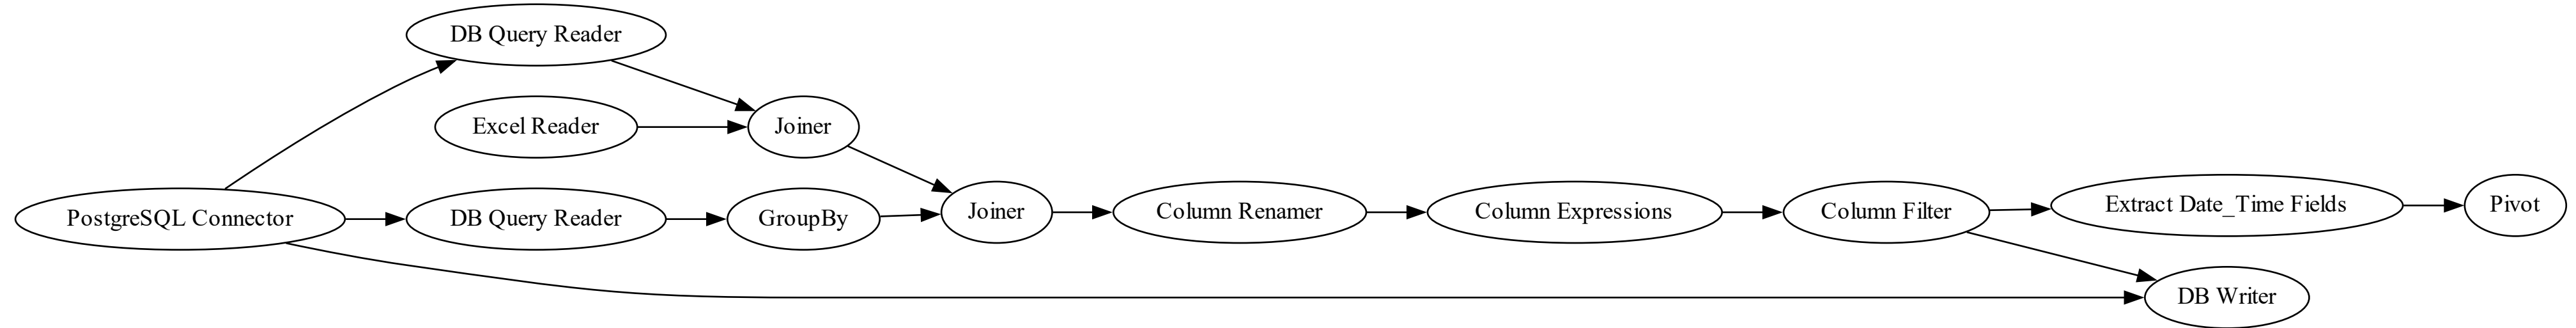 DB Query Reader
Excel Reader
Joiner
PostgreSQL Connector
DB Query Reader
GroupBy
Joiner
Column Renamer
Column Expressions
Column Filter
Extract Date_Time Fields
Pivot
DB Writer